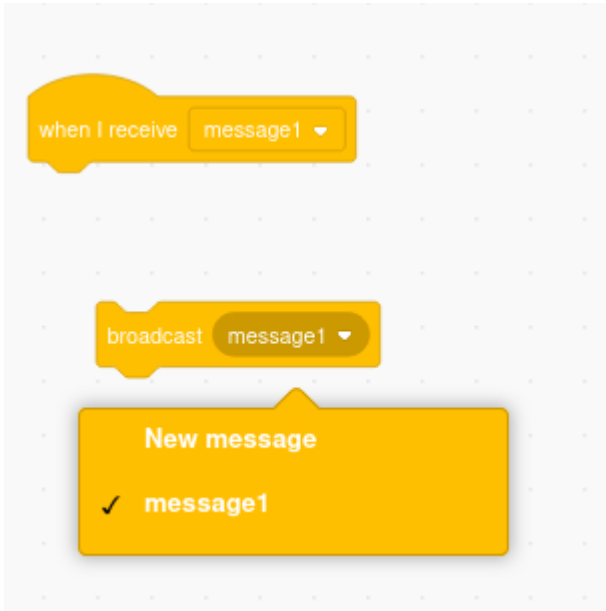 when I receive message1
broadcast message1
New message
✓ message1